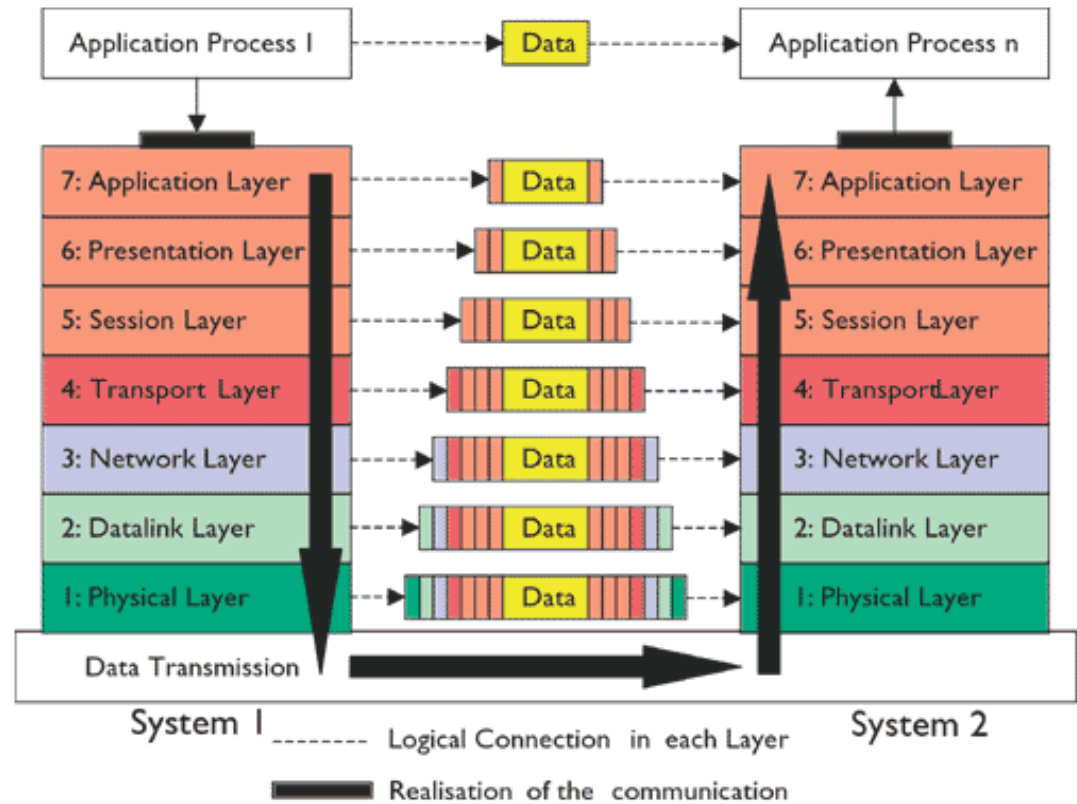 Application Process 1
Data
Application Process n
7: Application Layer
Data
7: Application Layer
6: Presentation Layer
Data
6: Presentation Layer
5: Session Layer
Data
5: Session Layer
4: Transport Layer
Data
4: TransportLayer
3: Network Layer
Data
3: Network Layer
2: Datalink Layer
Data
2: Datalink Layer
1: Physical Layer
Data
1: Physical Layer
Data Transmission
System 1
System 2
Logical Connection in each Layer
Realisation of the communication